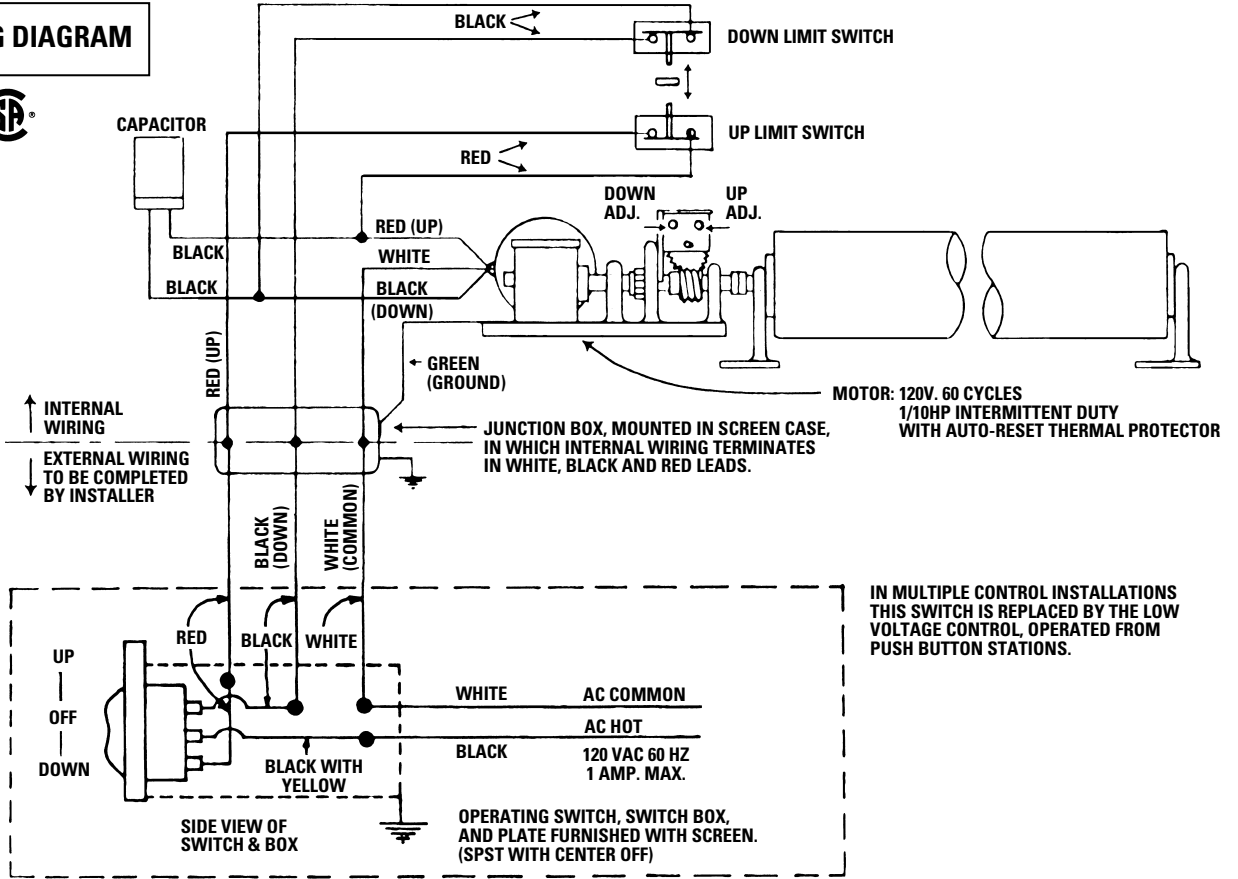 G DIAGRAM
SA®
BLACK
DOWN LIMIT SWITCH
CAPACITOR
UP LIMIT SWITCH
RED
DOWN
ADJ.
UP
ADJ.
RED (UP)
BLACK
WHITE
BLACK
BLACK
(DOWN)
RED (UP)
GREEN
(GROUND)
MOTOR: 120V. 60 CYCLES
1/10HP INTERMITTENT DUTY
WITH AUTO-RESET THERMAL PROTECTOR
INTERNAL
WIRING
EXTERNAL WIRING
TO BE COMPLETED
BY INSTALLER
JUNCTION BOX, MOUNTED IN SCREEN CASE,
IN WHICH INTERNAL WIRING TERMINATES
IN WHITE, BLACK AND RED LEADS.
BLACK
(DOWN)
WHITE
(COMMON)
IN MULTIPLE CONTROL INSTALLATIONS
THIS SWITCH IS REPLACED BY THE LOW
VOLTAGE CONTROL, OPERATED FROM
PUSH BUTTON STATIONS.
RED
BLACK
WHITE
UP
OFF
DOWN
WHITE
AC COMMON
AC HOT
BLACK
120 VAC 60 HZ
1 AMP. MAX.
BLACK WITH
YELLOW
SIDE VIEW OF
SWITCH & BOX
OPERATING SWITCH, SWITCH BOX,
AND PLATE FURNISHED WITH SCREEN.
(SPST WITH CENTER OFF)